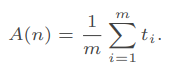 A(n) = \frac{1}{m} \sum_{i=1}^{m} t_i.